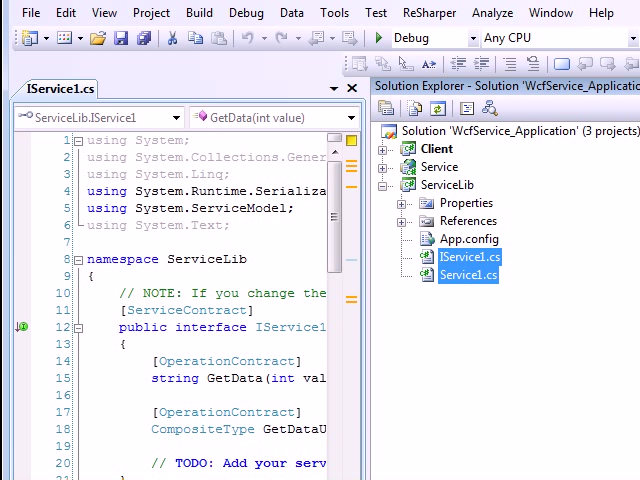 File Edit View Project Build Debug Data Tools Test ReSharper Analyze Window Help
Debug Any CPU
IService1.cs
ServiceLib.IService1 GetData(int value)
1 using System;
2 using System.Collections.Gener
3 using System.Linq;
4 using System.Runtime.Serializa
5 using System.ServiceModel;
6 using System.Text;
7
8 namespace ServiceLib
9 {
10 // NOTE: If you change the
11 [ServiceContract]
12 public interface IService1
13 {
14 [OperationContract]
15 string GetData(int val
16
17 [OperationContract]
18 CompositeType GetDataU
19
20 // TODO: Add your serv
21 }
Solution Explorer - Solution 'WcfService_Applicatio
Solution 'WcfService_Application' (3 projects)
Client
Service
ServiceLib
Properties
References
App.config
IService1.cs
Service1.cs